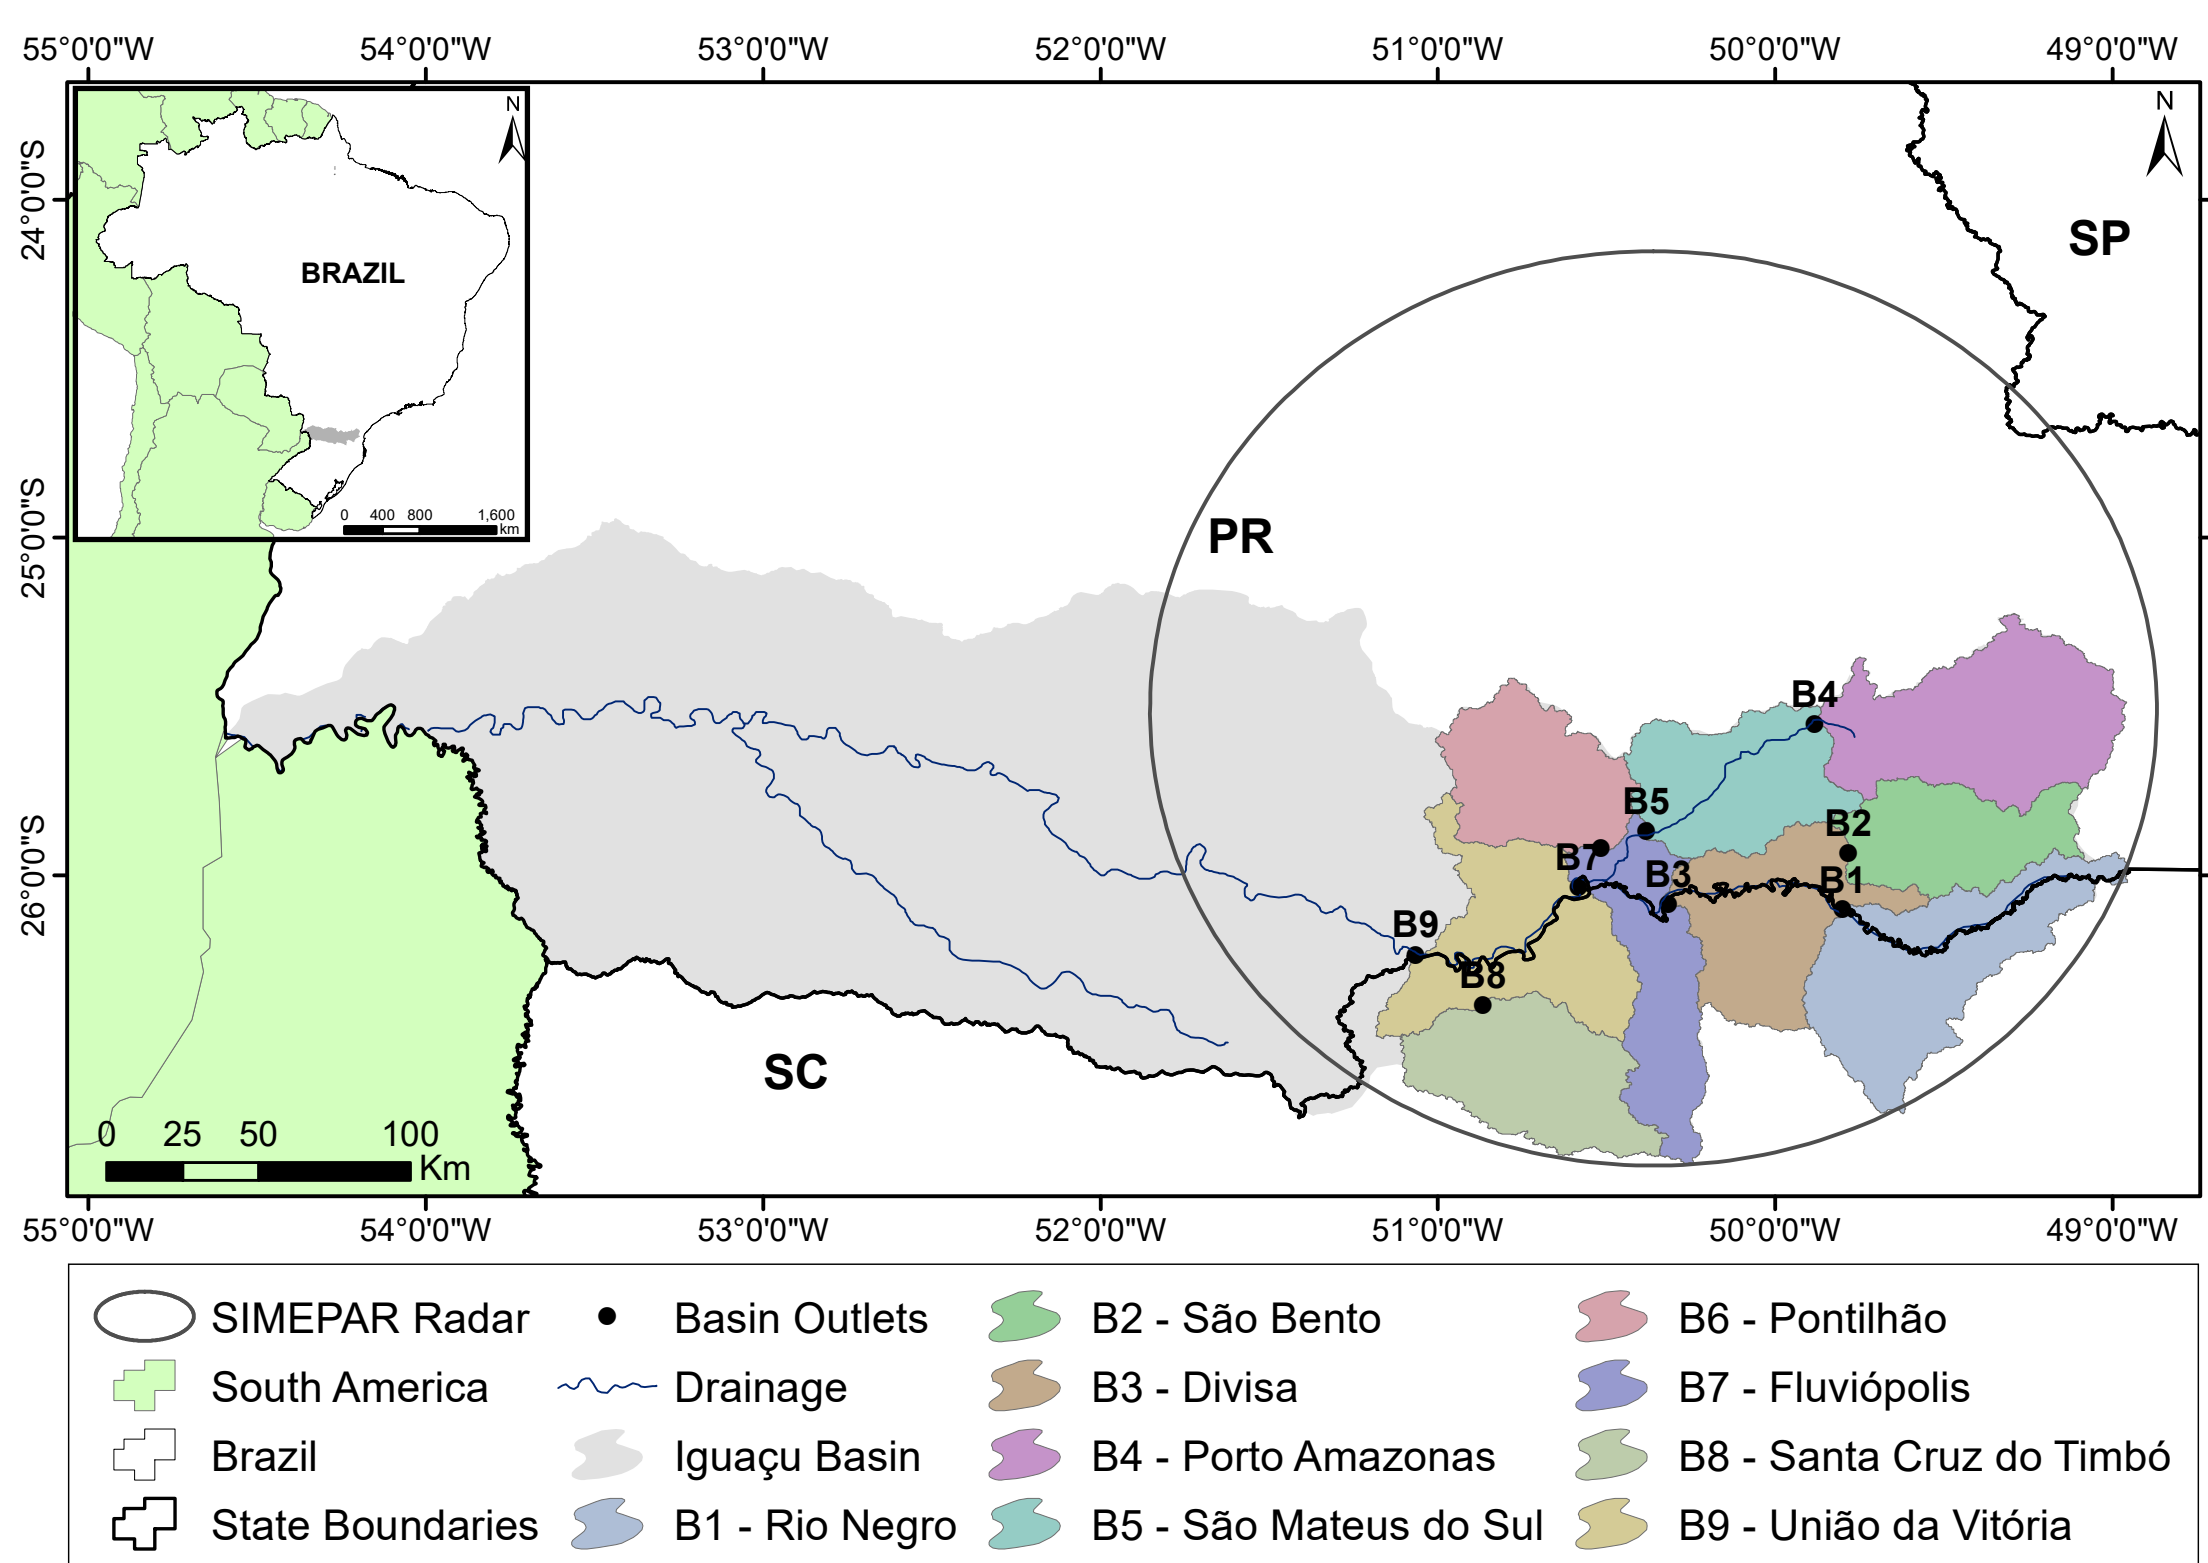 55°0'0"W 54°0'0"W 53°0'0"W 52°0'0"W 51°0'0"W 50°0'0"W 49°0'0"W
N
N
24°0'0"S
SP
BRAZIL
0 400 800 1,600
km
25°0'0"S
PR
B4
B5
B2
B7
B3
B1
26°0'0"S
B9
B8
SC
0 25 50 100
Km
55°0'0"W 54°0'0"W 53°0'0"W 52°0'0"W 51°0'0"W 50°0'0"W 49°0'0"W
SIMEPAR Radar
South America
Brazil
State Boundaries
Basin Outlets
Drainage
Iguaçu Basin
B1 - Rio Negro
B2 - São Bento
B3 - Divisa
B4 - Porto Amazonas
B5 - São Mateus do Sul
B6 - Pontilhão
B7 - Fluviópolis
B8 - Santa Cruz do Timbó
B9 - União da Vitória